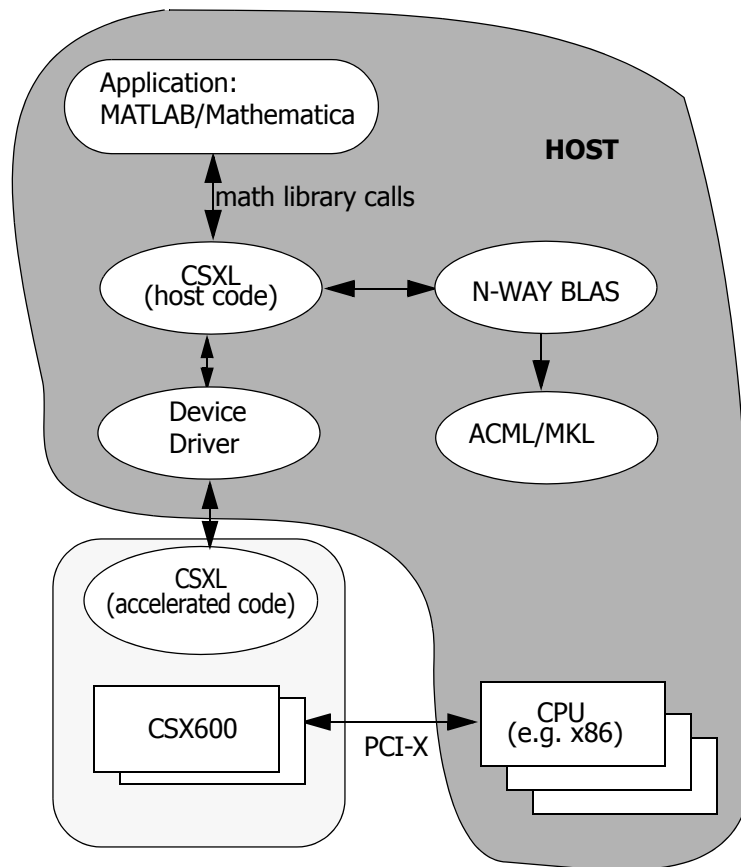 Application:
MATLAB/Mathematica
HOST
math library calls
CSXL
(host code)
N-WAY BLAS
Device
Driver
ACML/MKL
CSXL
(accelerated code)
CSX600
PCI-X
CPU
(e.g. x86)